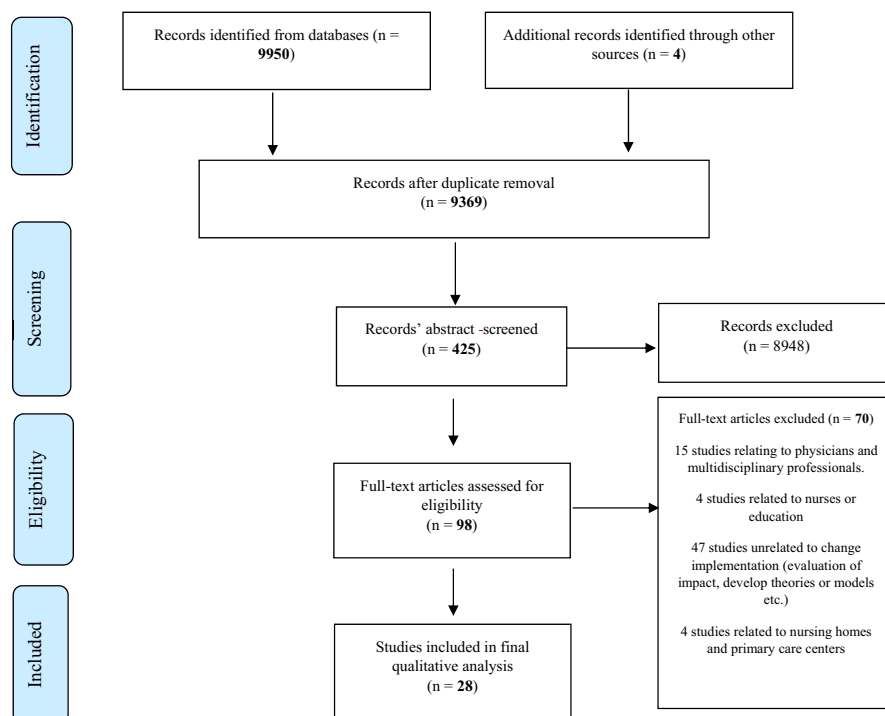 Identification
Records identified from databases (n =
9950)
Additional records identified through other
sources (n = 4)
Records after duplicate removal
(n = 9369)
Screening
Records' abstract -screened
(n = 425)
Records excluded
(n = 8948)
Eligibility
Full-text articles assessed for
eligibility
(n = 98)
Full-text articles excluded (n = 70)
15 studies relating to physicians and
multidisciplinary professionals.
4 studies related to nurses or
education
47 studies unrelated to change
implementation (evaluation of
impact, develop theories or models
etc.)
4 studies related to nursing homes
and primary care centers
Included
Studies included in final
qualitative analysis
(n = 28)